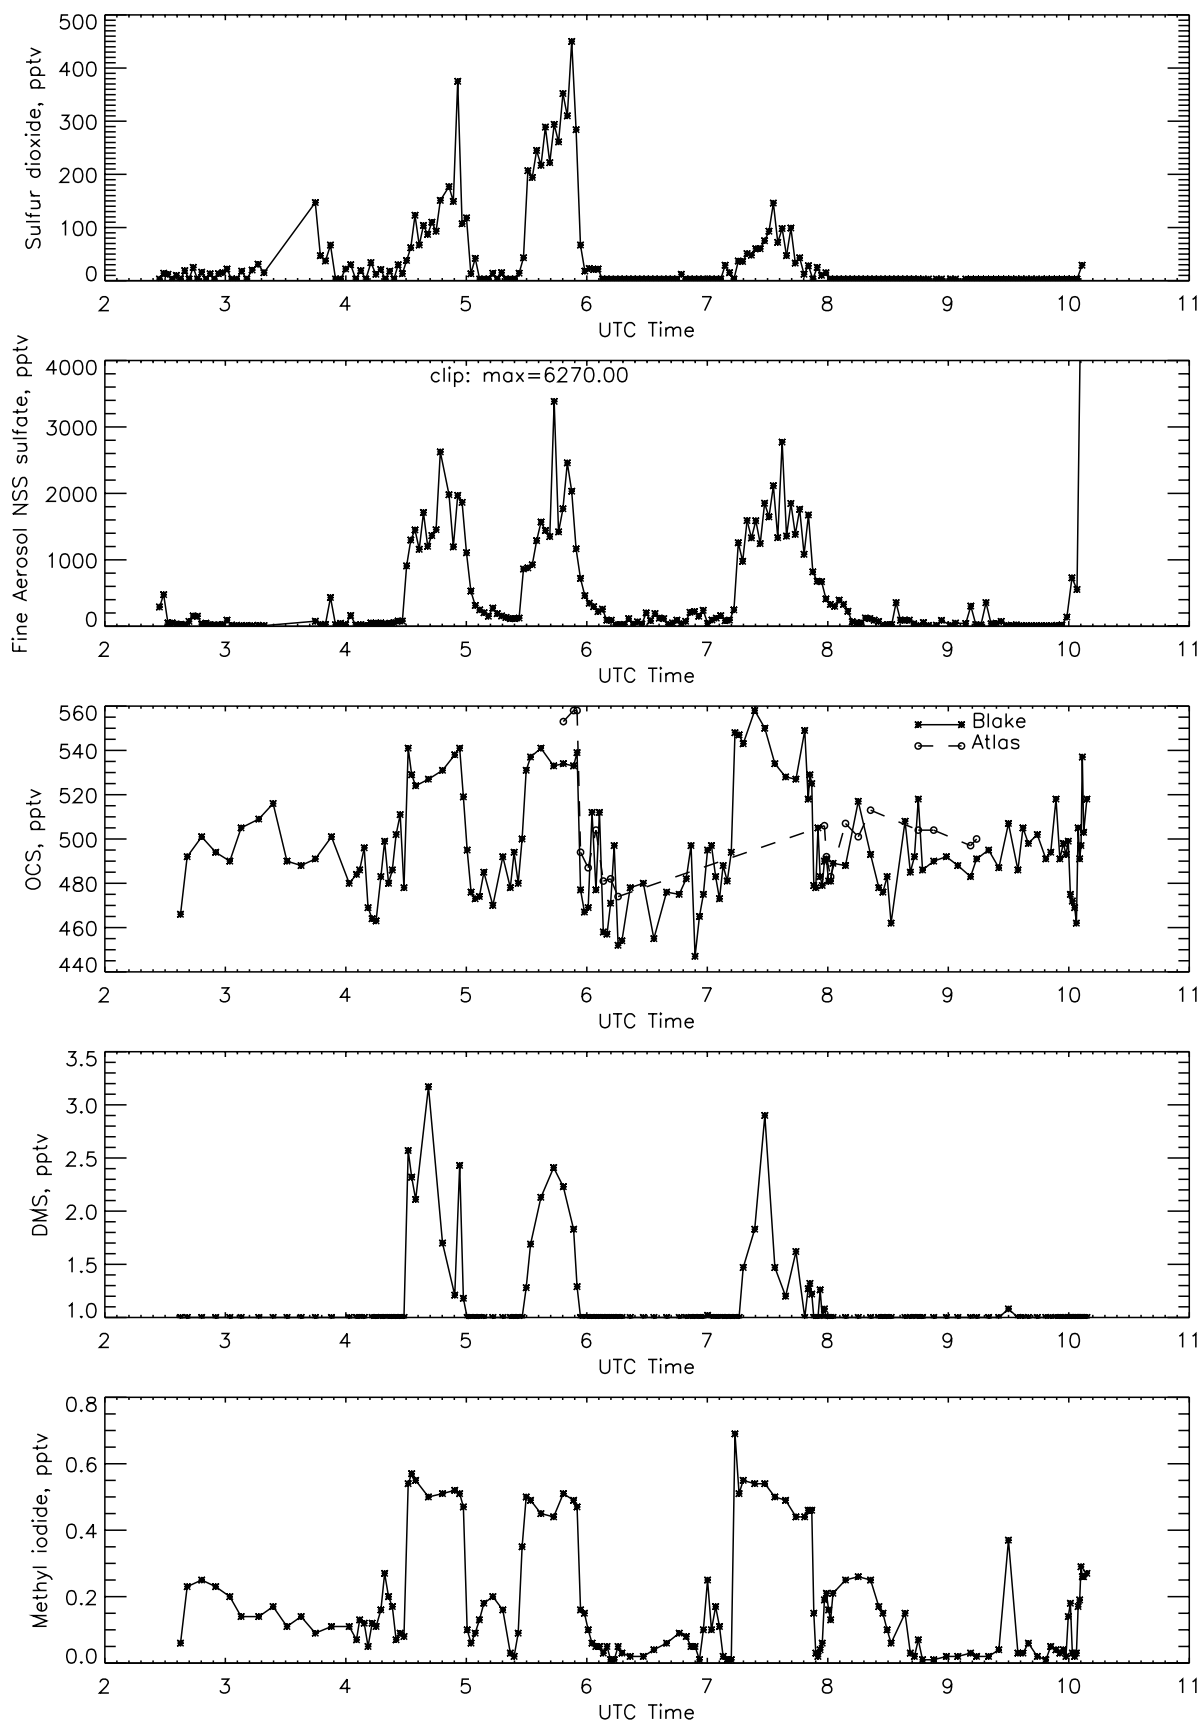 Sulfur dioxide, pptv
500
400
300
200
100
0
2 3 4 5 6 7 8 9 10 11
UTC Time
Fine Aerosol NSS sulfate, pptv
clip: max=6270.00
4000
3000
2000
1000
0
2 3 4 5 6 7 8 9 10 11
UTC Time
OCS, pptv
Blake
Atlas
560
540
520
500
480
460
440
2 3 4 5 6 7 8 9 10 11
UTC Time
DMS, pptv
3.5
3.0
2.5
2.0
1.5
1.0
2 3 4 5 6 7 8 9 10 11
UTC Time
Methyl iodide, pptv
0.8
0.6
0.4
0.2
0.0
2 3 4 5 6 7 8 9 10 11
UTC Time